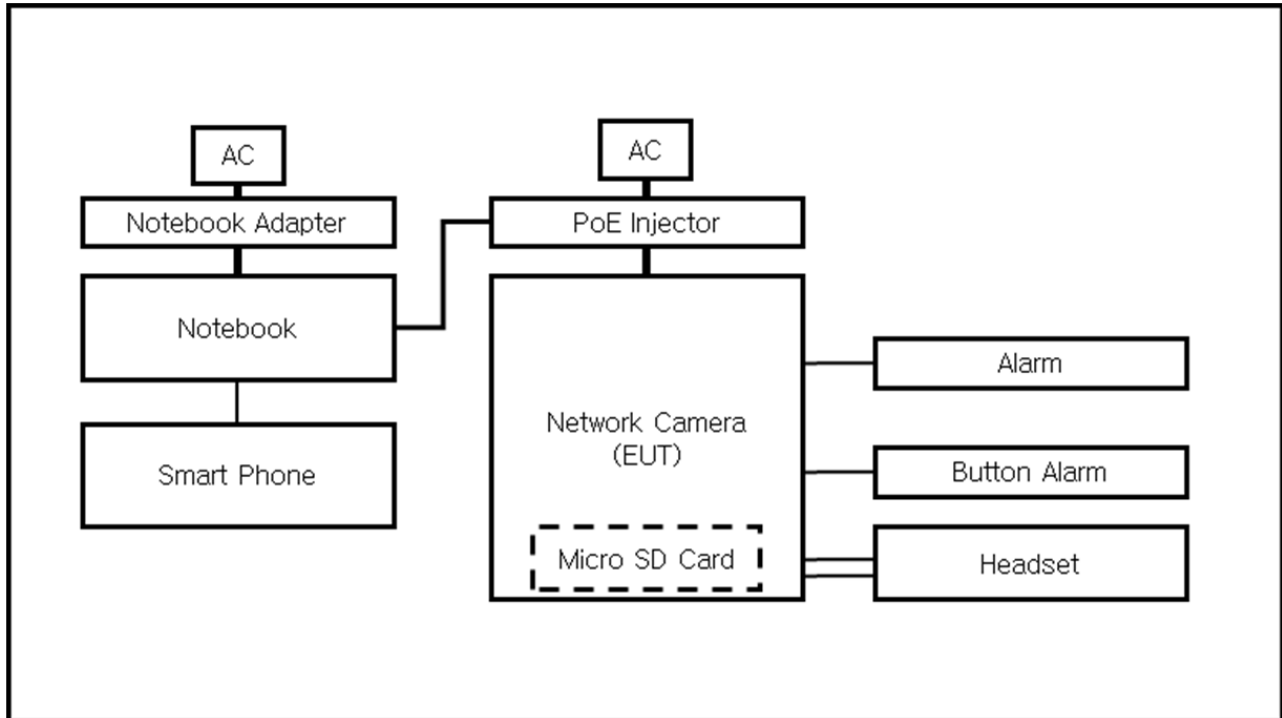 AC
Notebook Adapter
Notebook
Smart Phone
AC
PoE Injector
Network Camera
(EUT)
Micro SD Card
Alarm
Button Alarm
Headset